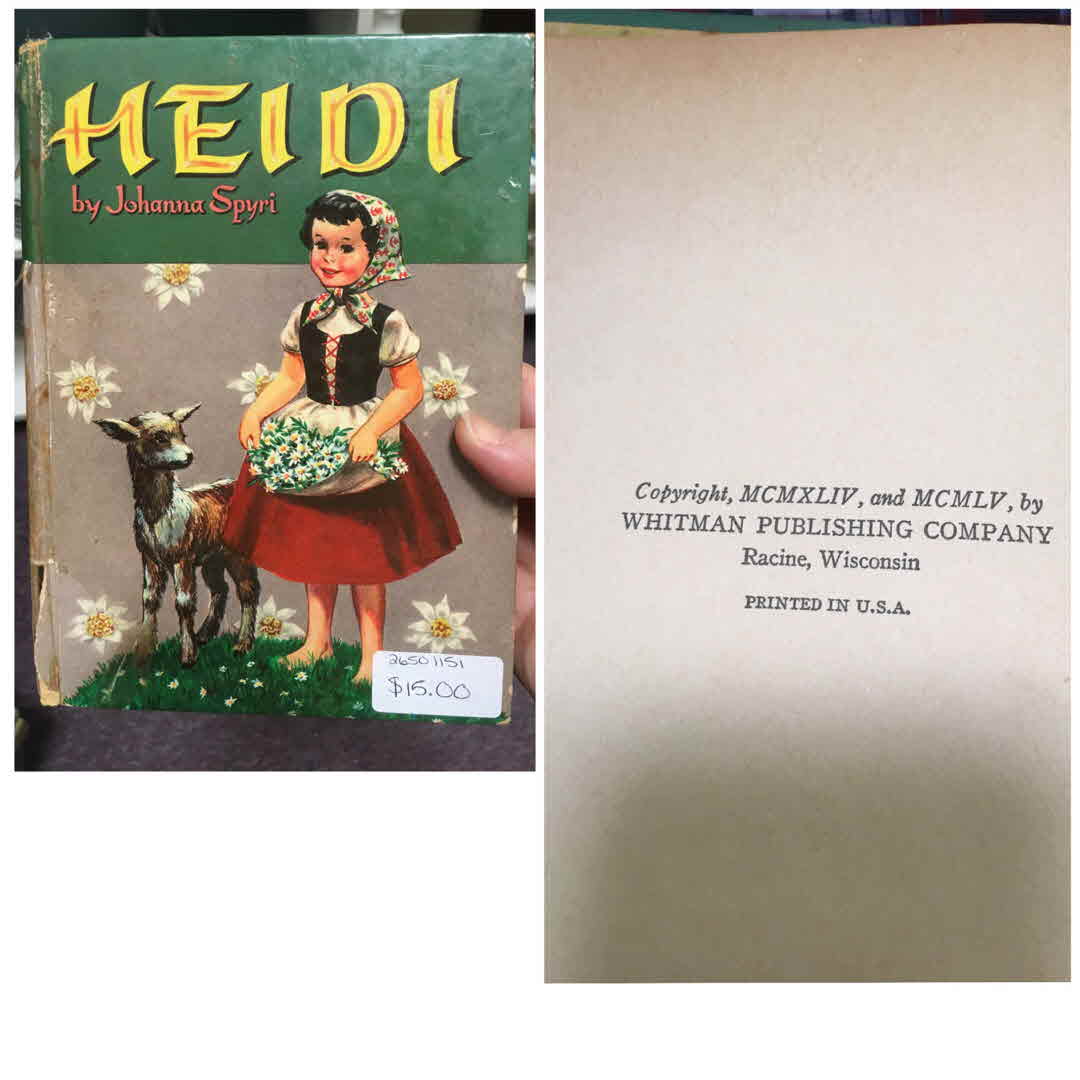 HEIDI
by Johanna Spyri
26501151
$15.00
Copyright, MCMXLIV, and MCMLV, by
WHITMAN PUBLISHING COMPANY
Racine, Wisconsin
PRINTED IN U.S.A.